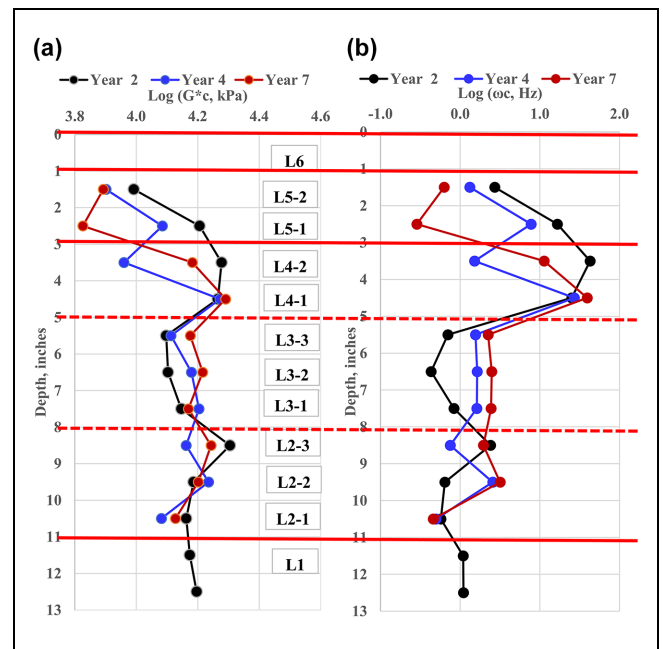 (a)
(b)
Year 2 Year 4 Year 7
Year 2 Year 4 Year 7
Log (G*c, kPa)
Log (ωc, Hz)
3.8 4.0 4.2 4.4 4.6
-1.0 0.0 1.0 2.0
Depth, inches
0
1
2
3
4
5
6
7
8
9
10
11
12
13
L6
L5-2
L5-1
L4-2
L4-1
L3-3
L3-2
L3-1
L2-3
L2-2
L2-1
L1
Depth, inches
0
1
2
3
4
5
6
7
8
9
10
11
12
13